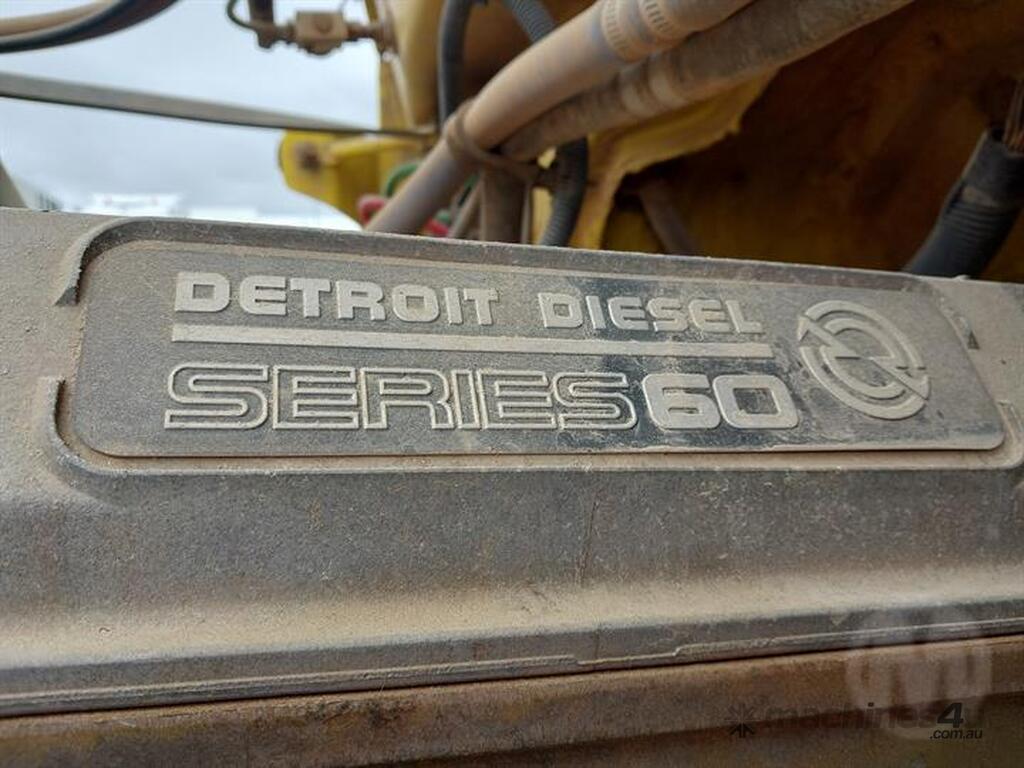 DETROIT DIESEL
SERIES 60
machines4u
.com.au